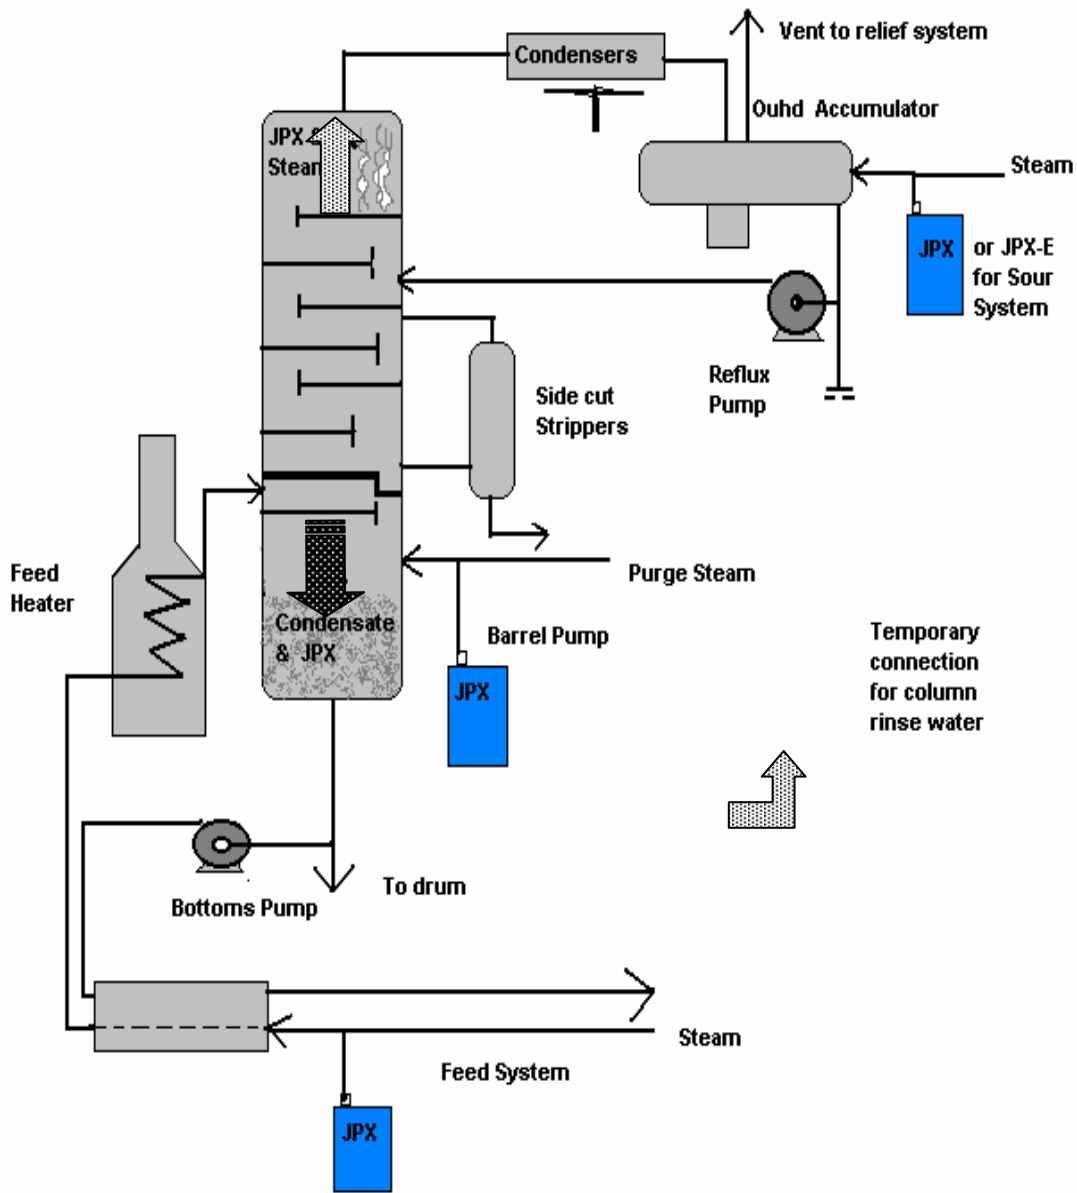 Vent to relief system
Condensers
Ouhd Accumulator
JPX &
Steam
Steam
JPX
or JPX-E
for Sour
System
Reflux
Pump
Side cut
Strippers
Feed
Heater
Purge Steam
Condensate
& JPX
Barrel Pump
JPX
Temporary
connection
for column
rinse water
To drum
Bottoms Pump
Steam
Feed System
JPX